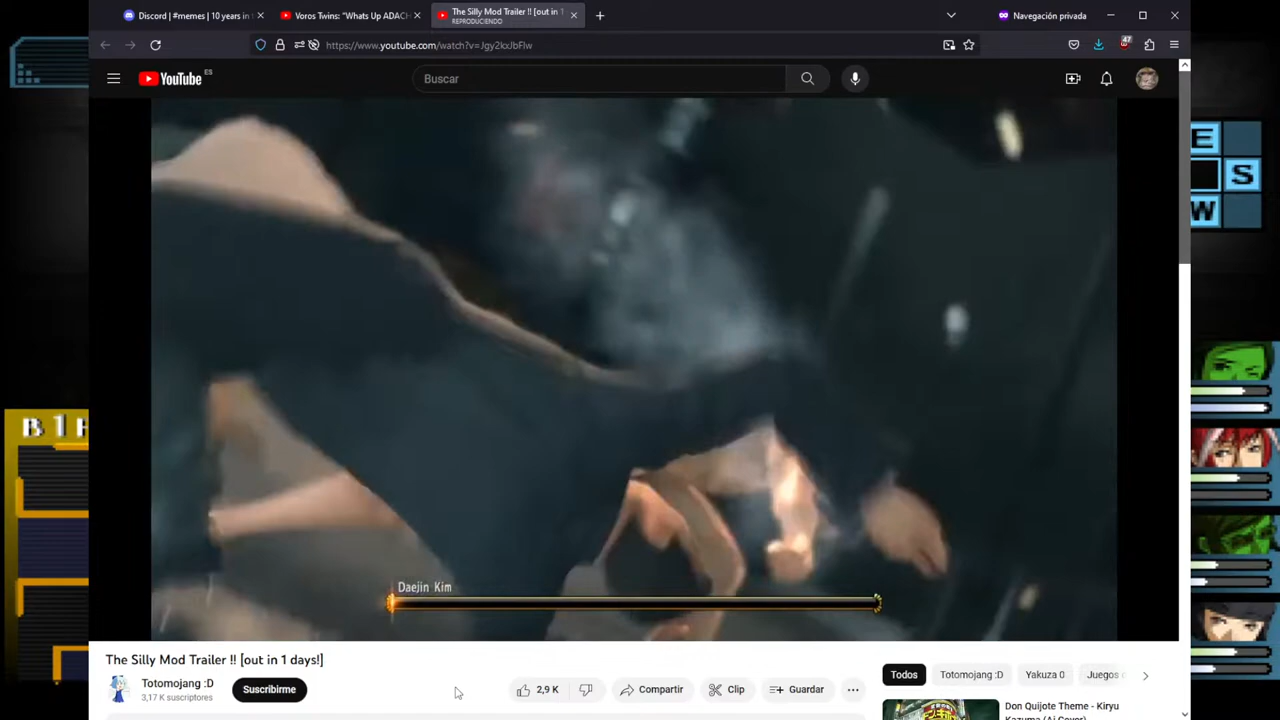 Discord | #memes | 10 years in
Voros Twins: "Whats Up ADACH
The Silly Mod Trailer !! [out in 1
REPRODUCIENDO
Navegación privada
https://www.youtube.com/watch?v=Jgy2kxJbFlw
47
YouTube ES
Buscar
E
S
W
B1
Daejin Kim
The Silly Mod Trailer !! [out in 1 days!]
Totomojang :D
3,17 K suscriptores
Suscribirme
2,9 K
Compartir
Clip
Guardar
Todos
Totomojang :D
Yakuza 0
Juegos
Don Quijote Theme - Kiryu
Kazuma (Ai Cover)